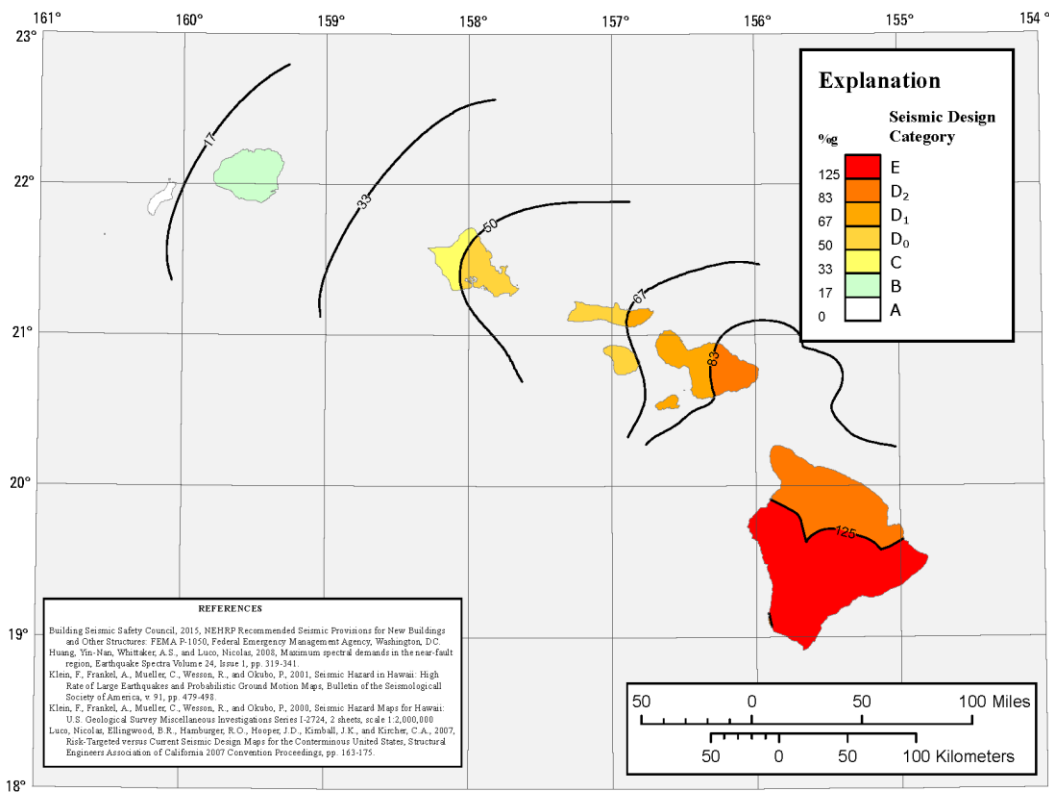 161°
160°
159°
158°
157°
156°
155°
154°
23°
22°
21°
20°
19°
18°
17
33
50
67
83
125
Explanation
%g
Seismic Design
Category
125
E
83
D₂
67
D₁
50
D₀
33
C
17
B
0
A
REFERENCES
Building Seismic Safety Council, 2015, NEHRP Recommended Seismic Provisions for New Buildings
and Other Structures: FEMA P-1050, Federal Emergency Management Agency, Washington, DC.
Huang, Yin-Nan, Whittaker, A.S., and Luco, Nicolas, 2008, Maximum spectral demands in the near-fault
region, Earthquake Spectra Volume 24, Issue 1, pp. 319-341.
Klein, F., Frankel, A., Mueller, C., Wesson, R., and Okubo, P., 2001, Seismic Hazard in Hawaii: High
Rate of Large Earthquakes and Probabilistic Ground Motion Maps, Bulletin of the Seismologicall
Society of America, v. 91, pp. 479-498.
Klein, F., Frankel, A., Mueller, C., Wesson, R., and Okubo, P., 2000, Seismic Hazard Maps for Hawaii:
U.S. Geological Survey Miscellaneous Investigations Series I-2724, 2 sheets, scale 1:2,000,000
Luco, Nicolas, Ellingwood, B.R., Hamburger, R.O., Hooper, J.D., Kimball, J.K., and Kircher, C.A., 2007,
Risk-Targeted versus Current Seismic Design Maps for the Conterminous United States, Structural
Engineers Association of California 2007 Convention Proceedings, pp. 163-175.
50 0 50 100 Miles
50 0 50 100 Kilometers